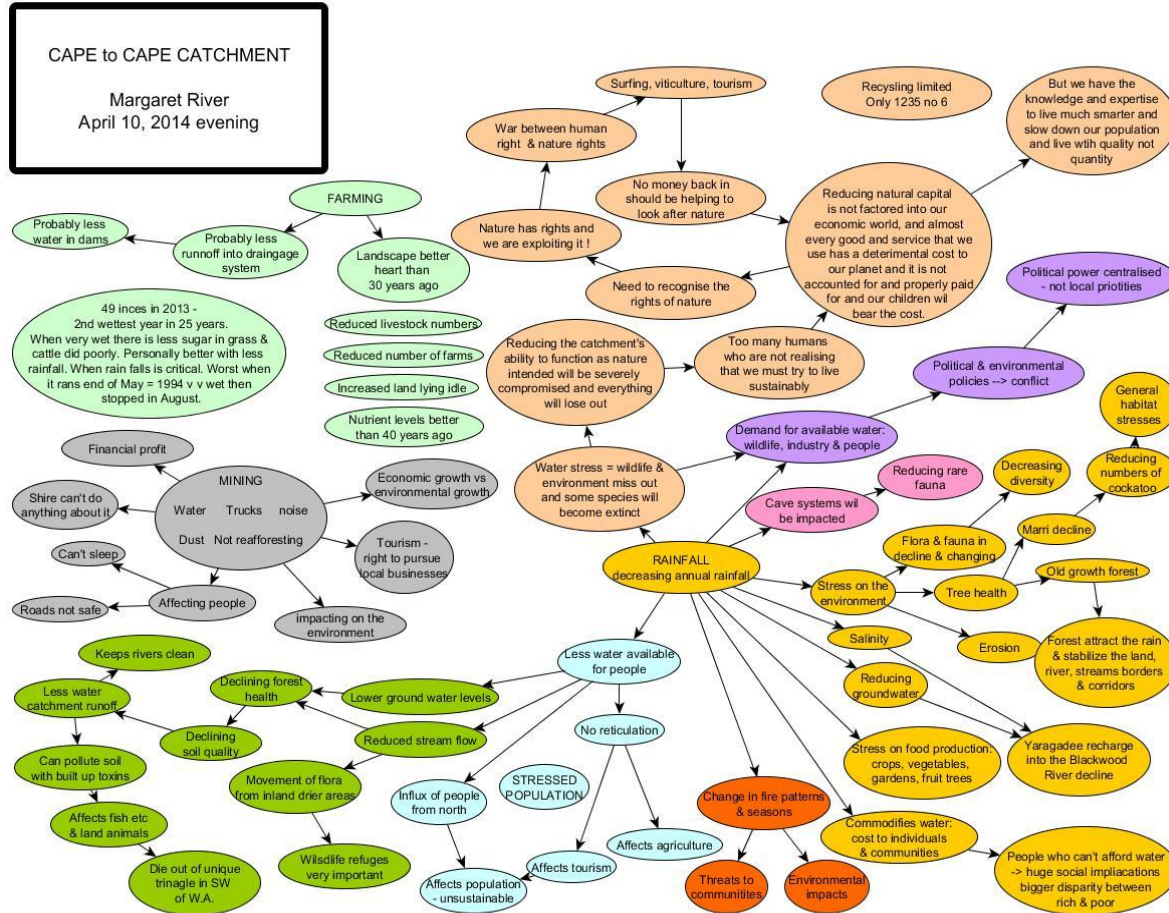 CAPE to CAPE CATCHMENT
Margaret River
April 10, 2014 evening
Surfing, viticulture, tourism
Recysling limited
Only 1235 no 6
But we have the
knowledge and expertise
to live much smarter and
slow down our population
and live wtih quality not
quantity
War between human
right & nature rights
No money back in
should be helping to
look after nature
Reducing natural capital
is not factored into our
economic world, and almost
every good and service that we
use has a deterimental cost to
our planet and it is not
accounted for and properly paid
for and our children wil
bear the cost.
Nature has rights and
we are exploiting it !
Need to recognise the
rights of nature
Too many humans
who are not realising
that we must try to live
sustainably
Reducing the catchment's
ability to function as nature
intended will be severely
compromised and everything
will lose out
Water stress = wildlife &
environment miss out
and some species will
become extinct
FARMING
Probably less
water in dams
Probably less
runnoff into draingage
system
Landscape better
heart than
30 years ago
49 inces in 2013 -
2nd wettest year in 25 years.
When very wet there is less sugar in grass &
cattle did poorly. Personally better with less
rainfall. When rain falls is critical. Worst when
it rans end of May = 1994 v v wet then
stopped in August.
Reduced livestock numbers
Reduced number of farms
Increased land lying idle
Nutrient levels better
than 40 years ago
Political power centralised
- not local priotities
Political & environmental
policies --> conflict
Demand for available water:
wildlife, industry & people
Reducing rare
fauna
Cave systems wil
be impacted
RAINFALL
decreasing annual rainfall
General
habitat
stresses
Decreasing
diversity
Reducing
numbers of
cockatoo
Flora & fauna in
decline & changing
Marri decline
Stress on the
environment
Tree health
Old growth forest
Salinity
Erosion
Forest attract the rain
& stabilize the land,
river, streams borders
& corridors
Reducing
groundwater
Stress on food production:
crops, vegetables,
gardens, fruit trees
Yaragadee recharge
into the Blackwood
River decline
Commodifies water:
cost to individuals
& communities
People who can't afford water
-> huge social impliacations
bigger disparity between
rich & poor
Change in fire patterns
& seasons
Threats to
communitites
Environmental
impacts
Financial profit
MINING
Water Trucks noise
Dust Not reafforesting
Economic growth vs
environmental growth
Shire can't do
anything about it
Tourism -
right to pursue
local businesses
Can't sleep
Affecting people
Roads not safe
impacting on the
environment
Less water available
for people
No reticulation
STRESSED
POPULATION
Influx of people
from north
Affects agriculture
Affects tourism
Affects population
- unsustainable
Keeps rivers clean
Less water
catchment runoff
Declining forest
health
Lower ground water levels
Declining
soil quality
Reduced stream flow
Can pollute soil
with built up toxins
Movement of flora
from inland drier areas
Affects fish etc
& land animals
Wilsdlife refuges
very important
Die out of unique
trinagle in SW
of W.A.